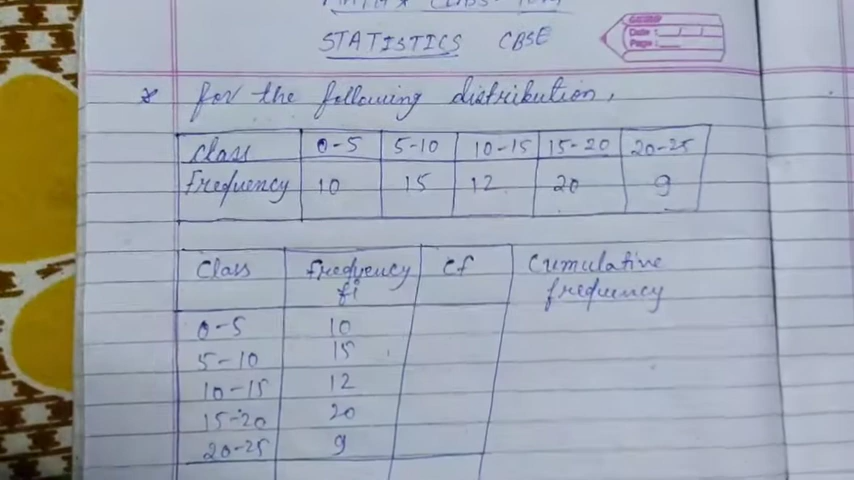 STATISTICS CBSE
Date: / /
Page:
* for the following distribution,
Class 0-5 5-10 10-15 15-20 20-25
Frequency 10 15 12 20 9
Class frequency fi cf Cumulative frequency
0-5 10
5-10 15
10-15 12
15-20 20
20-25 9